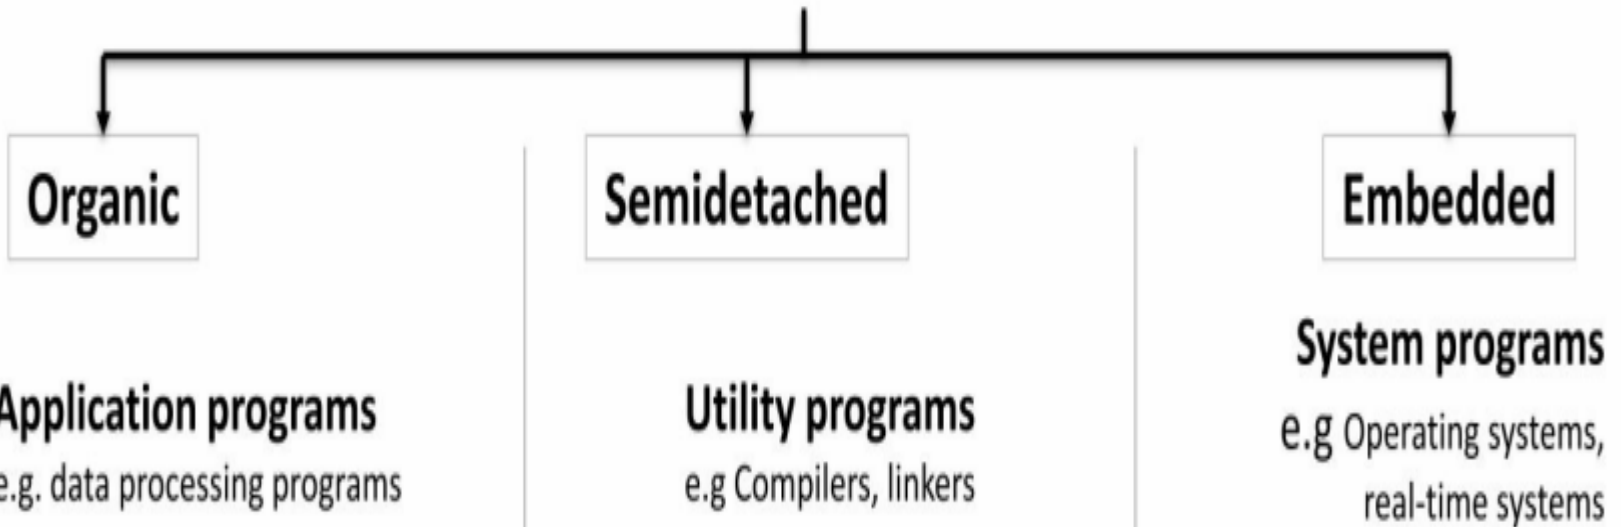 Organic
Semidetached
Embedded
Application programs
e.g. data processing programs
Utility programs
e.g Compilers, linkers
System programs
e.g Operating systems,
real-time systems